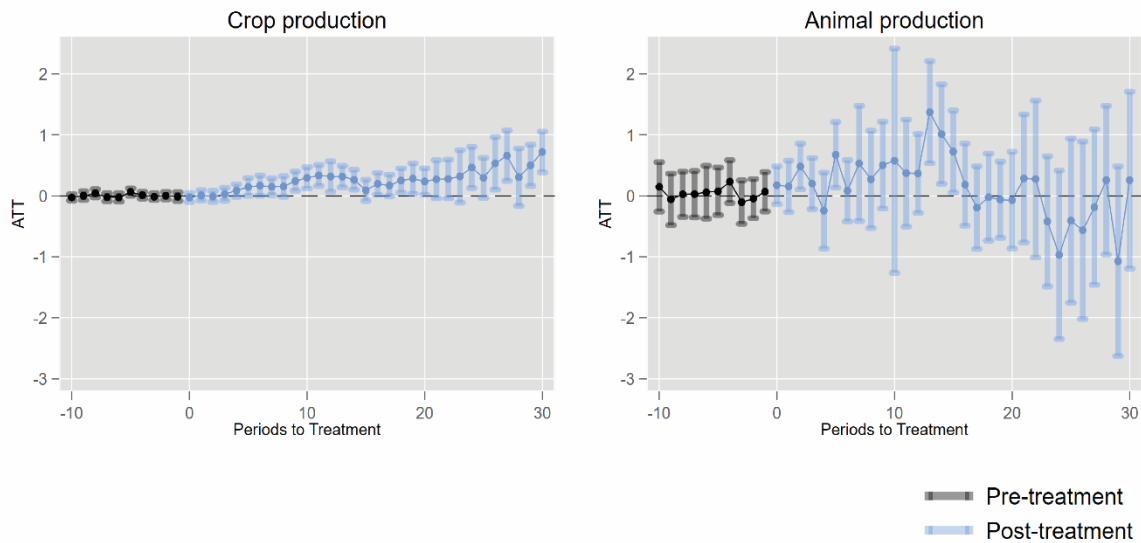 Crop production
Animal production
2
1
0
-1
-2
-3
ATT
-10
0
10
20
30
Periods to Treatment
2
1
0
-1
-2
-3
ATT
-10
0
10
20
30
Periods to Treatment
Pre-treatment
Post-treatment